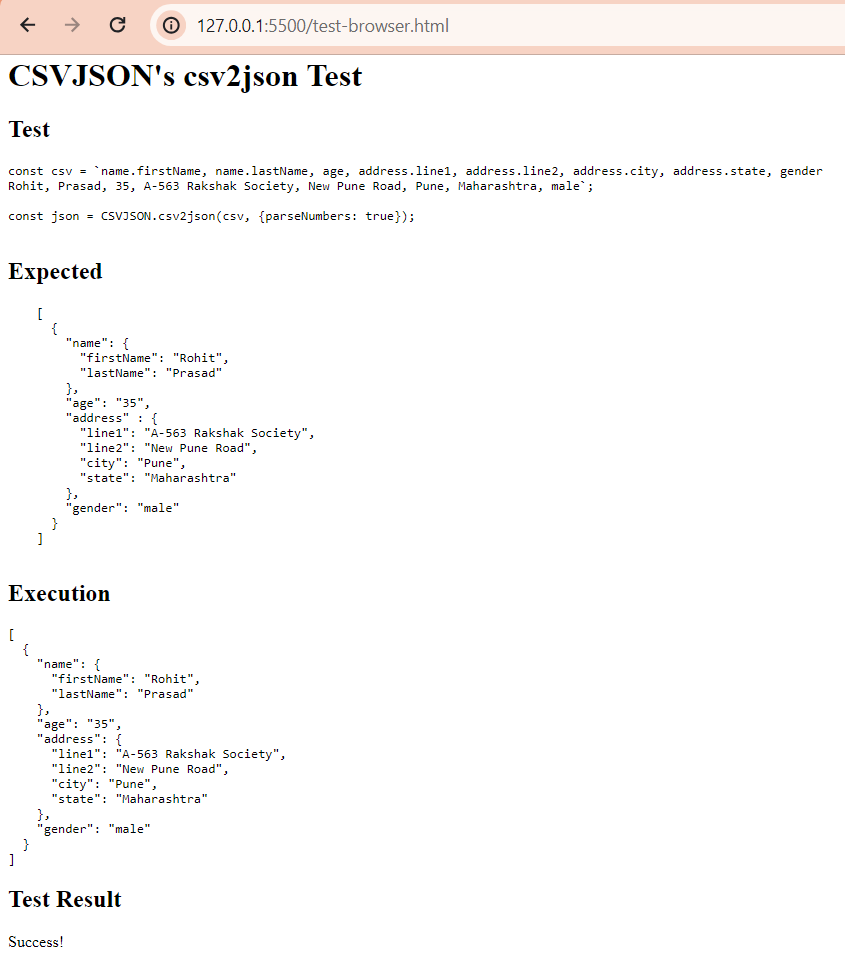 127.0.0.1:5500/test-browser.html
CSVJSON's csv2json Test
Test
const csv = `name.firstName, name.lastName, age, address.line1, address.line2, address.city, address.state, gender
Rohit, Prasad, 35, A-563 Rakshak Society, New Pune Road, Pune, Maharashtra, male`;
const json = CSVJSON.csv2json(csv, {parseNumbers: true});
Expected
[
{
"name": {
"firstName": "Rohit",
"lastName": "Prasad"
},
"age": "35",
"address" : {
"line1": "A-563 Rakshak Society",
"line2": "New Pune Road",
"city": "Pune",
"state": "Maharashtra"
},
"gender": "male"
}
]
Execution
[
{
"name": {
"firstName": "Rohit",
"lastName": "Prasad"
},
"age": "35",
"address": {
"line1": "A-563 Rakshak Society",
"line2": "New Pune Road",
"city": "Pune",
"state": "Maharashtra"
},
"gender": "male"
}
]
Test Result
Success!